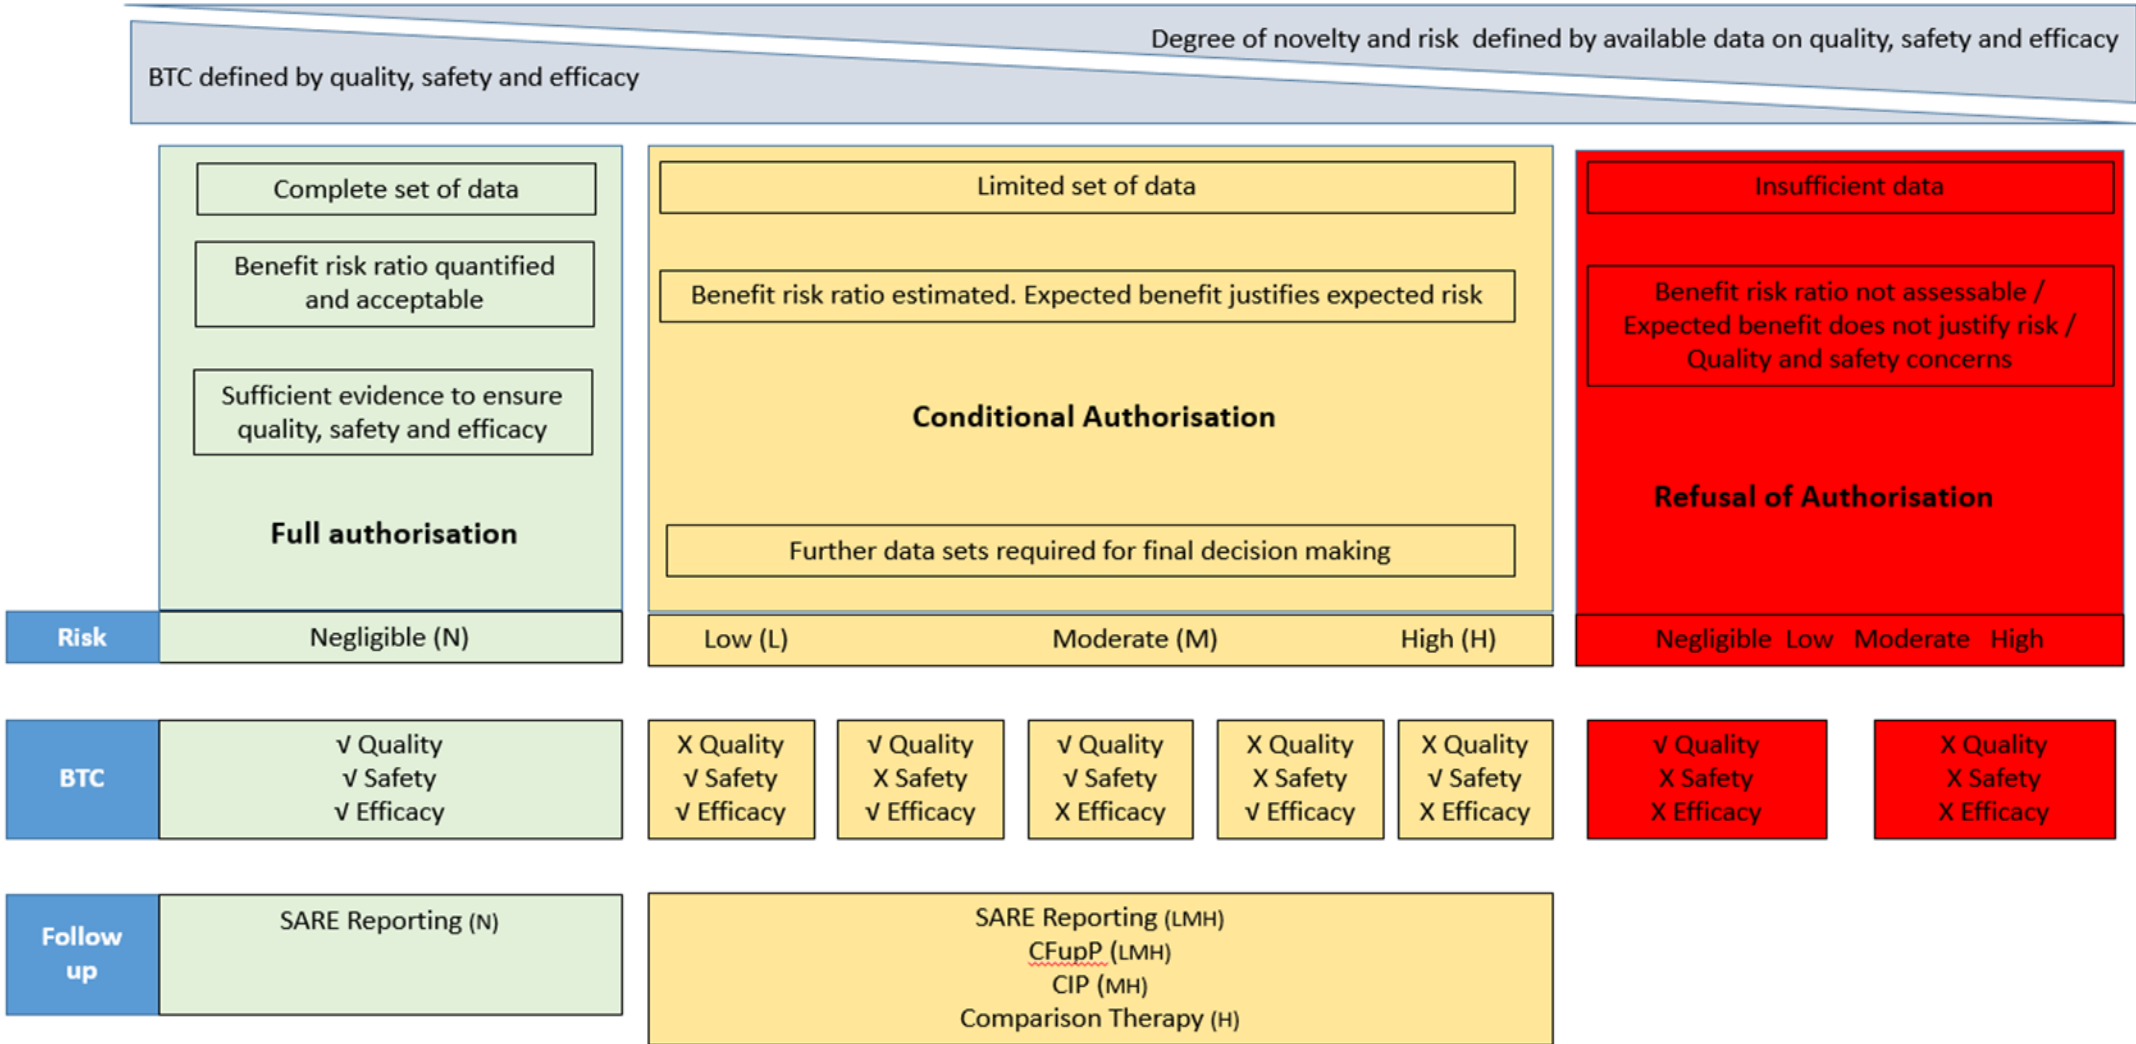 Degree of novelty and risk defined by available data on quality, safety and efficacy
BTC defined by quality, safety and efficacy
Complete set of data
Benefit risk ratio quantified
and acceptable
Sufficient evidence to ensure
quality, safety and efficacy
Full authorisation
Limited set of data
Benefit risk ratio estimated. Expected benefit justifies expected risk
Conditional Authorisation
Further data sets required for final decision making
Insufficient data
Benefit risk ratio not assessable /
Expected benefit does not justify risk /
Quality and safety concerns
Refusal of Authorisation
Risk
Negligible (N)
Low (L)
Moderate (M)
High (H)
Negligible Low Moderate High
BTC
√ Quality
√ Safety
√ Efficacy
X Quality
√ Safety
√ Efficacy
√ Quality
X Safety
√ Efficacy
√ Quality
√ Safety
X Efficacy
X Quality
X Safety
√ Efficacy
X Quality
√ Safety
X Efficacy
√ Quality
X Safety
X Efficacy
X Quality
X Safety
X Efficacy
Follow
up
SARE Reporting (N)
SARE Reporting (LMH)
CFupP (LMH)
CIP (MH)
Comparison Therapy (H)